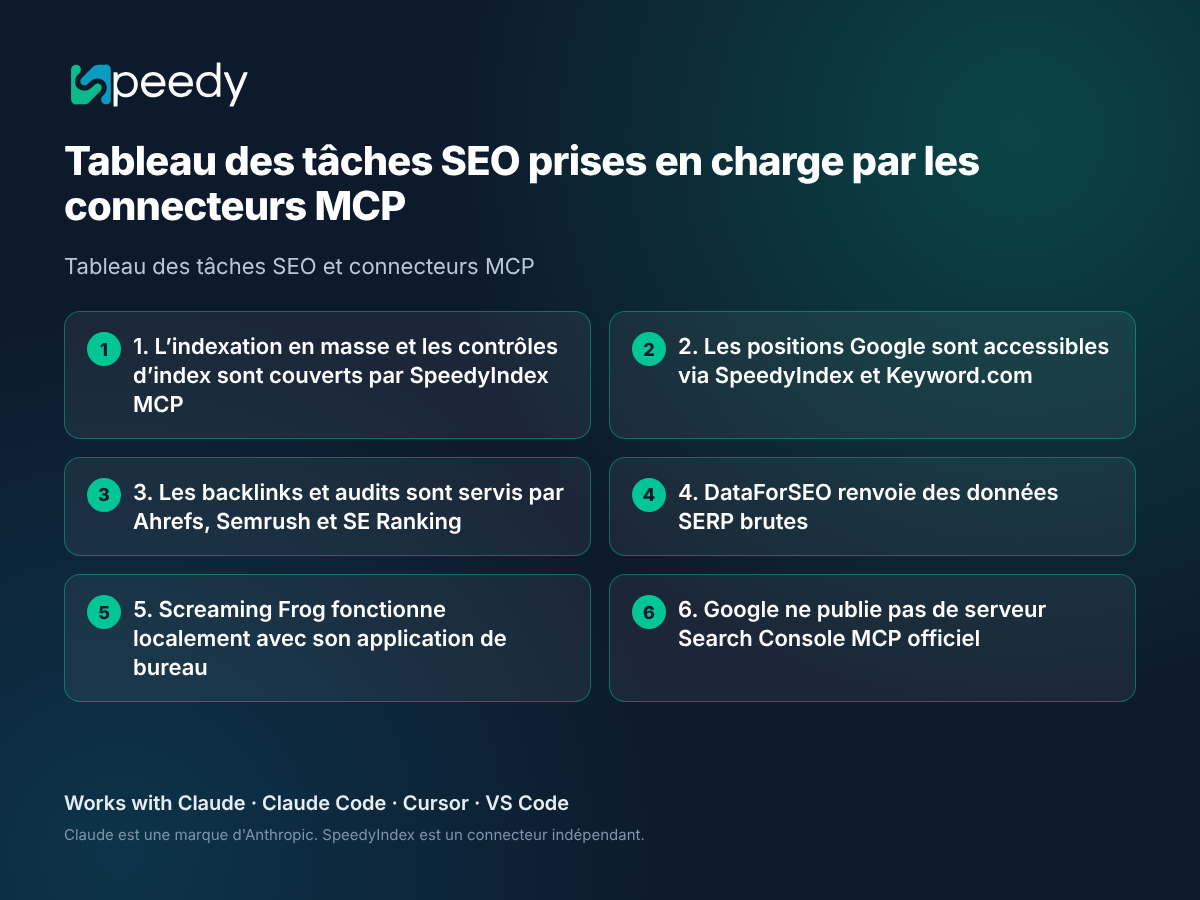 Speedy
Tableau des tâches SEO prises en charge par les
connecteurs MCP
Tableau des tâches SEO et connecteurs MCP
1
1. L’indexation en masse et les contrôles
d’index sont couverts par SpeedyIndex
MCP
2
2. Les positions Google sont accessibles
via SpeedyIndex et Keyword.com
3
3. Les backlinks et audits sont servis par
Ahrefs, Semrush et SE Ranking
4
4. DataForSEO renvoie des données
SERP brutes
5
5. Screaming Frog fonctionne
localement avec son application de
bureau
6
6. Google ne publie pas de serveur
Search Console MCP officiel
Works with Claude · Claude Code · Cursor · VS Code
Claude est une marque d'Anthropic. SpeedyIndex est un connecteur indépendant.